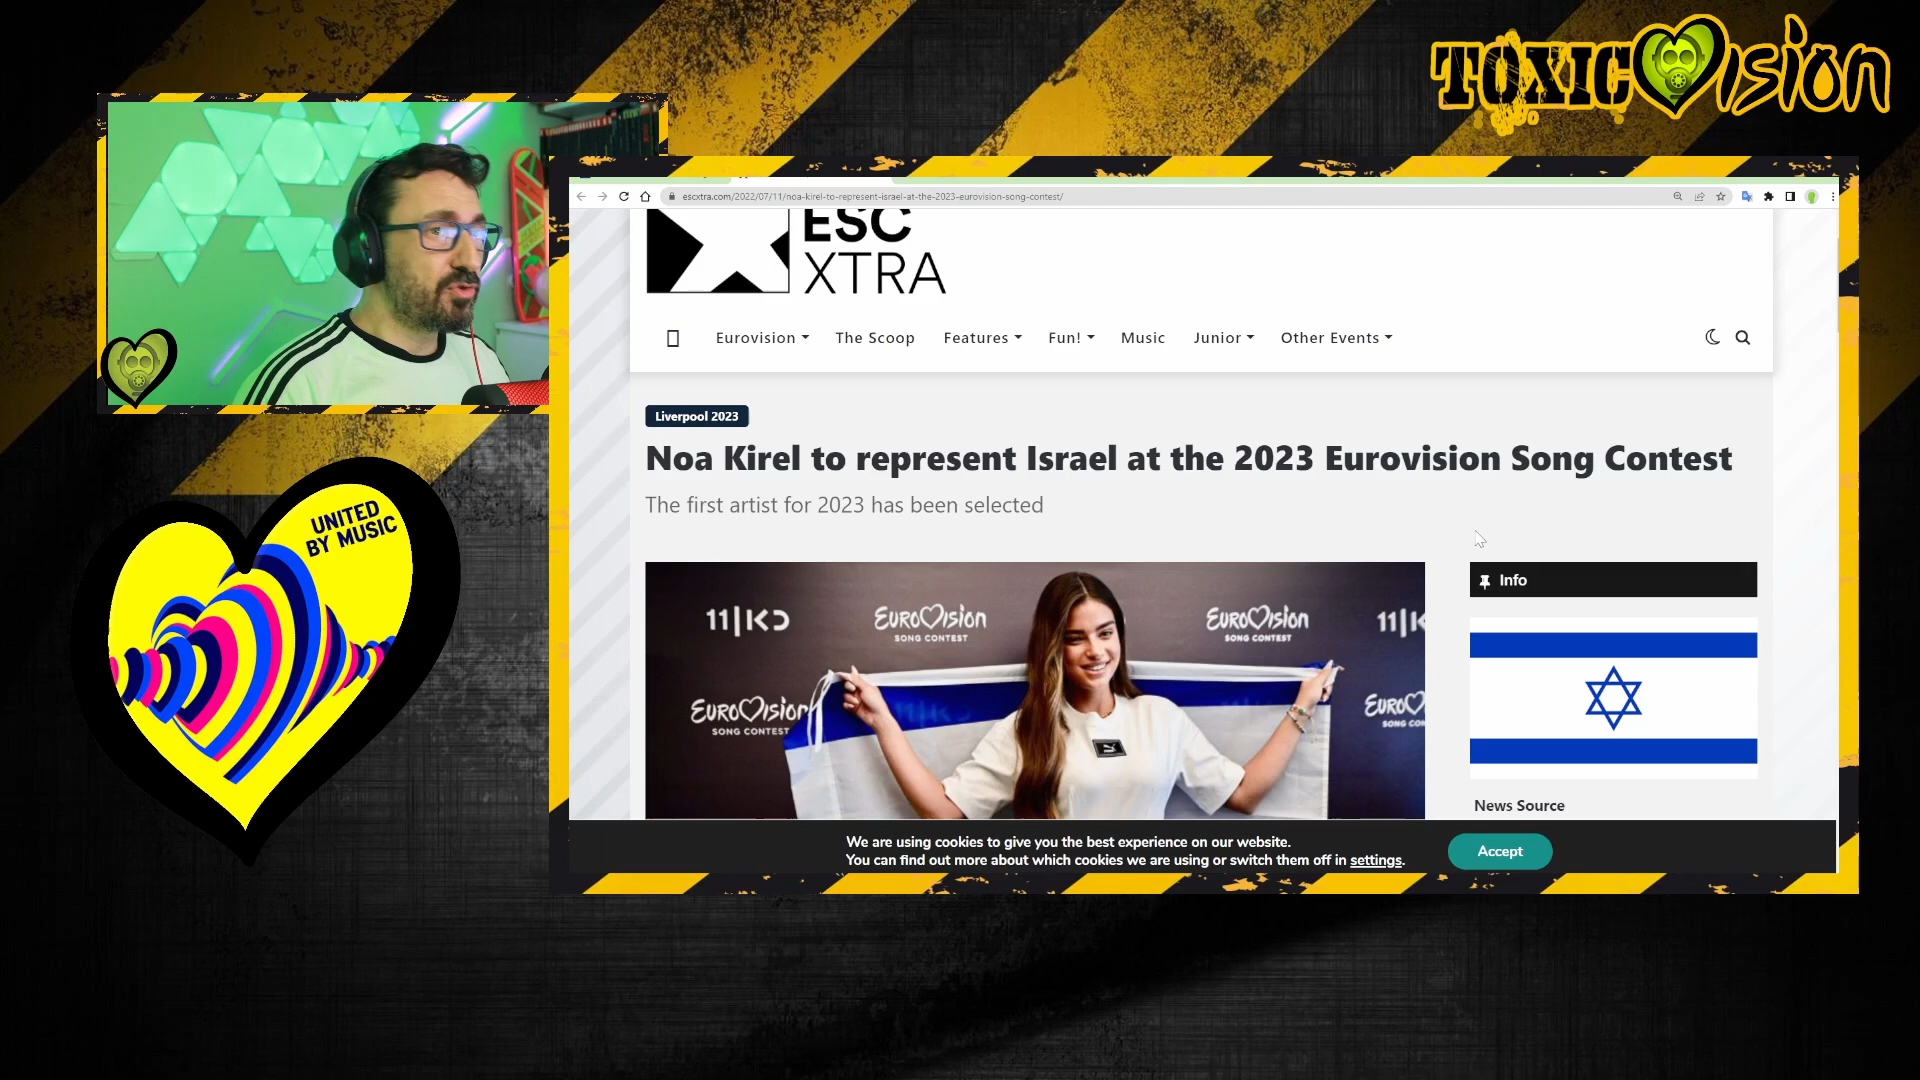 TOXICVision
UNITED
BY MUSIC
escxtra.com/2022/07/11/noa-kirel-to-represent-israel-at-the-2023-eurovision-song-contest/
ESC
XTRA
Eurovision The Scoop Features Fun! Music Junior Other Events
Liverpool 2023
Noa Kirel to represent Israel at the 2023 Eurovision Song Contest
The first artist for 2023 has been selected
EUROVISION
SONG CONTEST
EUROVISION
SONG CONTEST
EUROVISION
SONG CONTEST
Info
News Source
We are using cookies to give you the best experience on our website.
You can find out more about which cookies we are using or switch them off in settings.
Accept